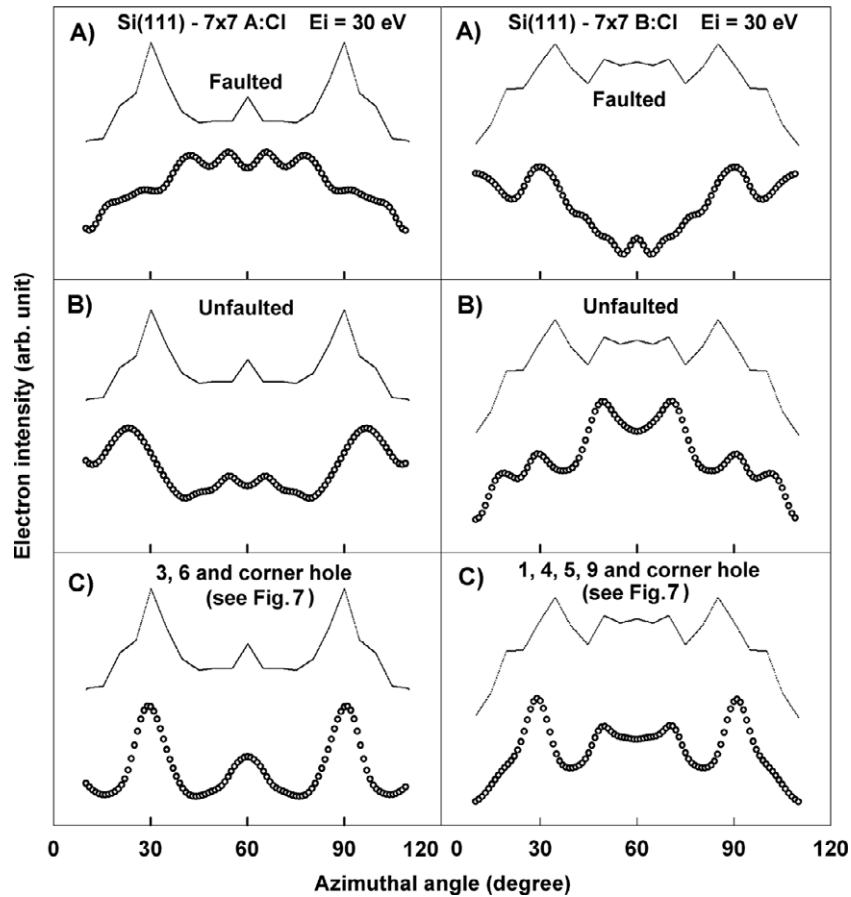 A) Si(111) - 7x7 A:Cl Ei = 30 eV
Faulted
A) Si(111) - 7x7 B:Cl Ei = 30 eV
Faulted
B) Unfaulted
B) Unfaulted
C) 3, 6 and corner hole
(see Fig.7)
C) 1, 4, 5, 9 and corner hole
(see Fig.7)
Electron intensity (arb. unit)
0 30 60 90 0 30 60 90 120
Azimuthal angle (degree)